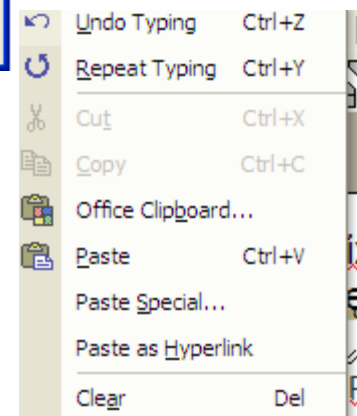 Undo Typing Ctrl+Z
Repeat Typing Ctrl+Y
Cut Ctrl+X
Copy Ctrl+C
Office Clipboard...
Paste Ctrl+V
Paste Special...
Paste as Hyperlink
Clear Del